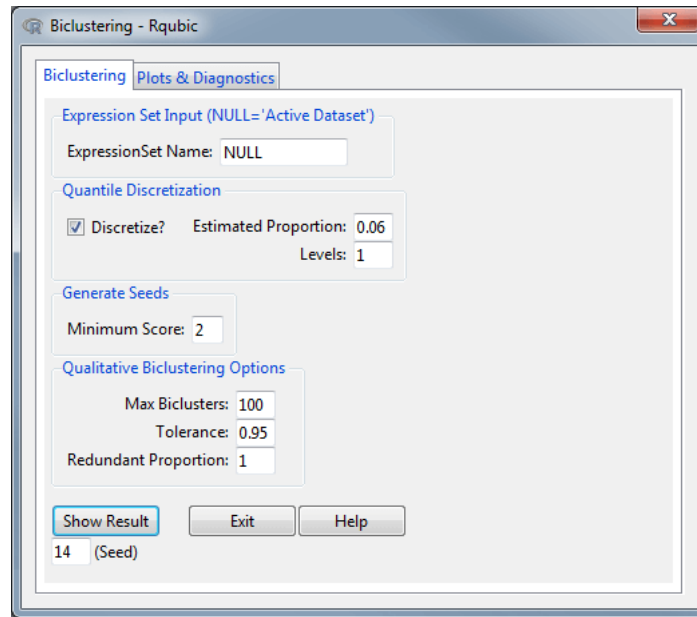 Biclustering - Rqubic
Biclustering Plots & Diagnostics
Expression Set Input (NULL='Active Dataset')
ExpressionSet Name: NULL
Quantile Discretization
Discretize? Estimated Proportion: 0.06
Levels: 1
Generate Seeds
Minimum Score: 2
Qualitative Biclustering Options
Max Biclusters: 100
Tolerance: 0.95
Redundant Proportion: 1
Show Result Exit Help
14 (Seed)